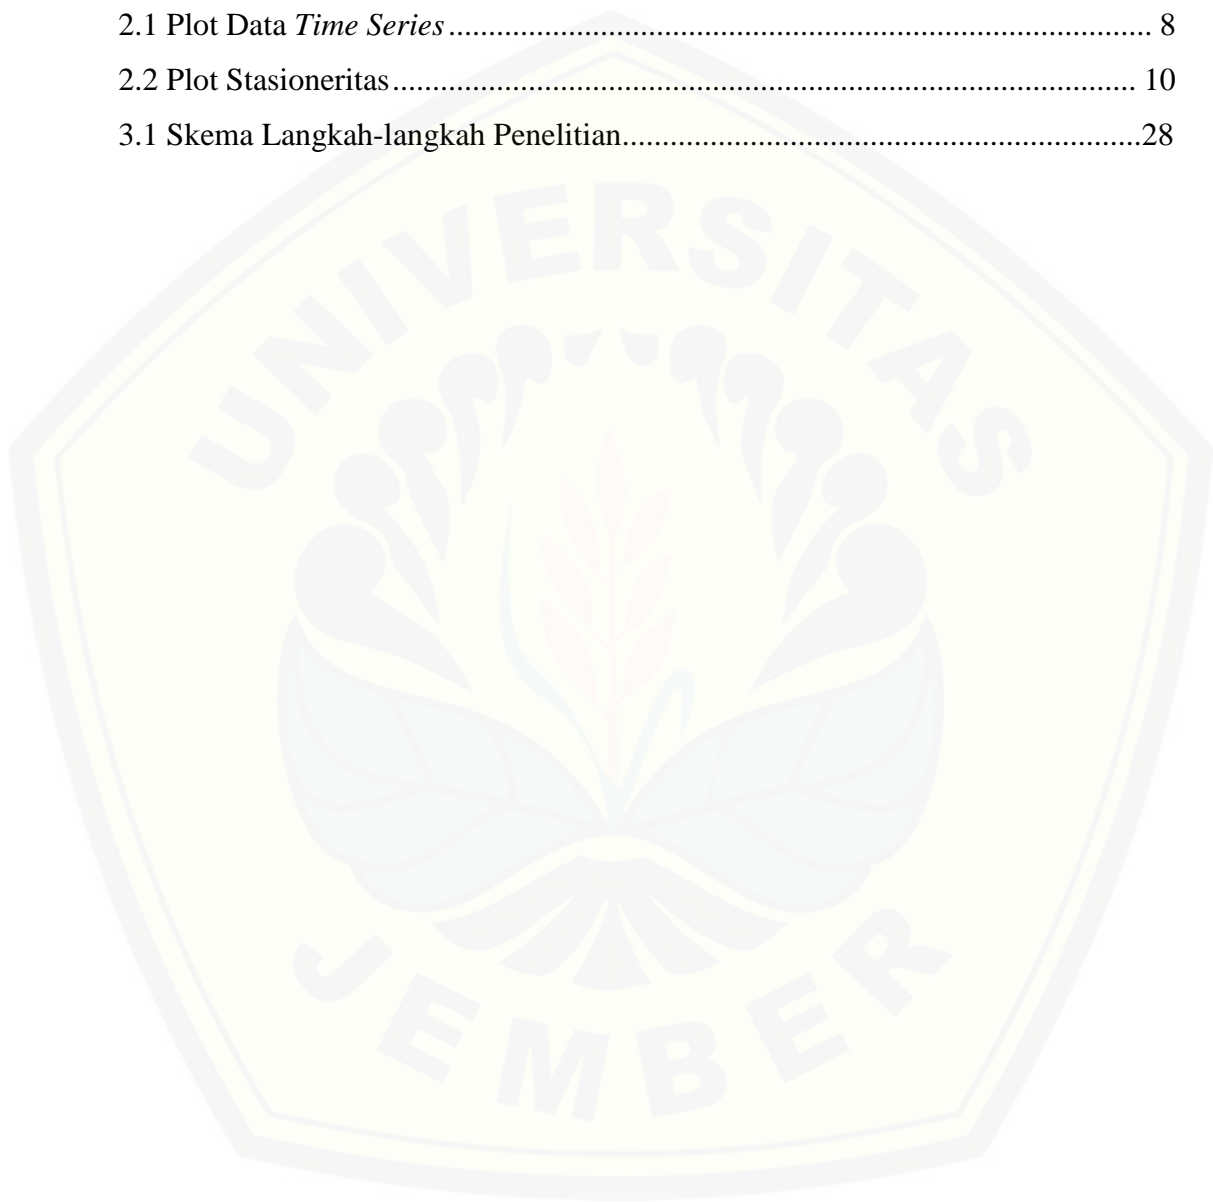 2.1 Plot Data Time Series........................................................................................ 8
2.2 Plot Stasioneritas............................................................................................. 10
3.1 Skema Langkah-langkah Penelitian.................................................................28
UNIVERSITAS
JEMBER